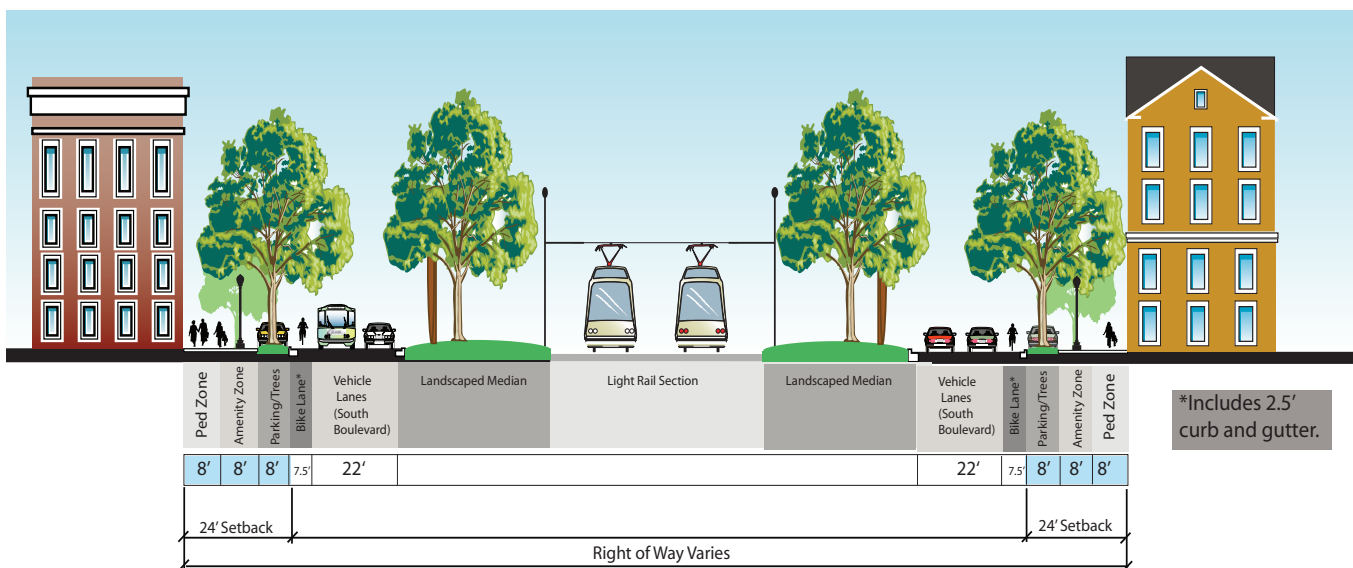 Ped Zone
Amenity Zone
Parking/Trees
Bike Lane*
Vehicle
Lanes
(South
Boulevard)
Landscaped Median
Light Rail Section
Landscaped Median
Vehicle
Lanes
(South
Boulevard)
Bike Lane*
Parking/Trees
Amenity Zone
Ped Zone
*Includes 2.5’
curb and gutter.
8’ 8’ 8’ 7.5’ 22‘ 22‘ 7.5’ 8’ 8’ 8’
24’ Setback 24’ Setback
Right of Way Varies